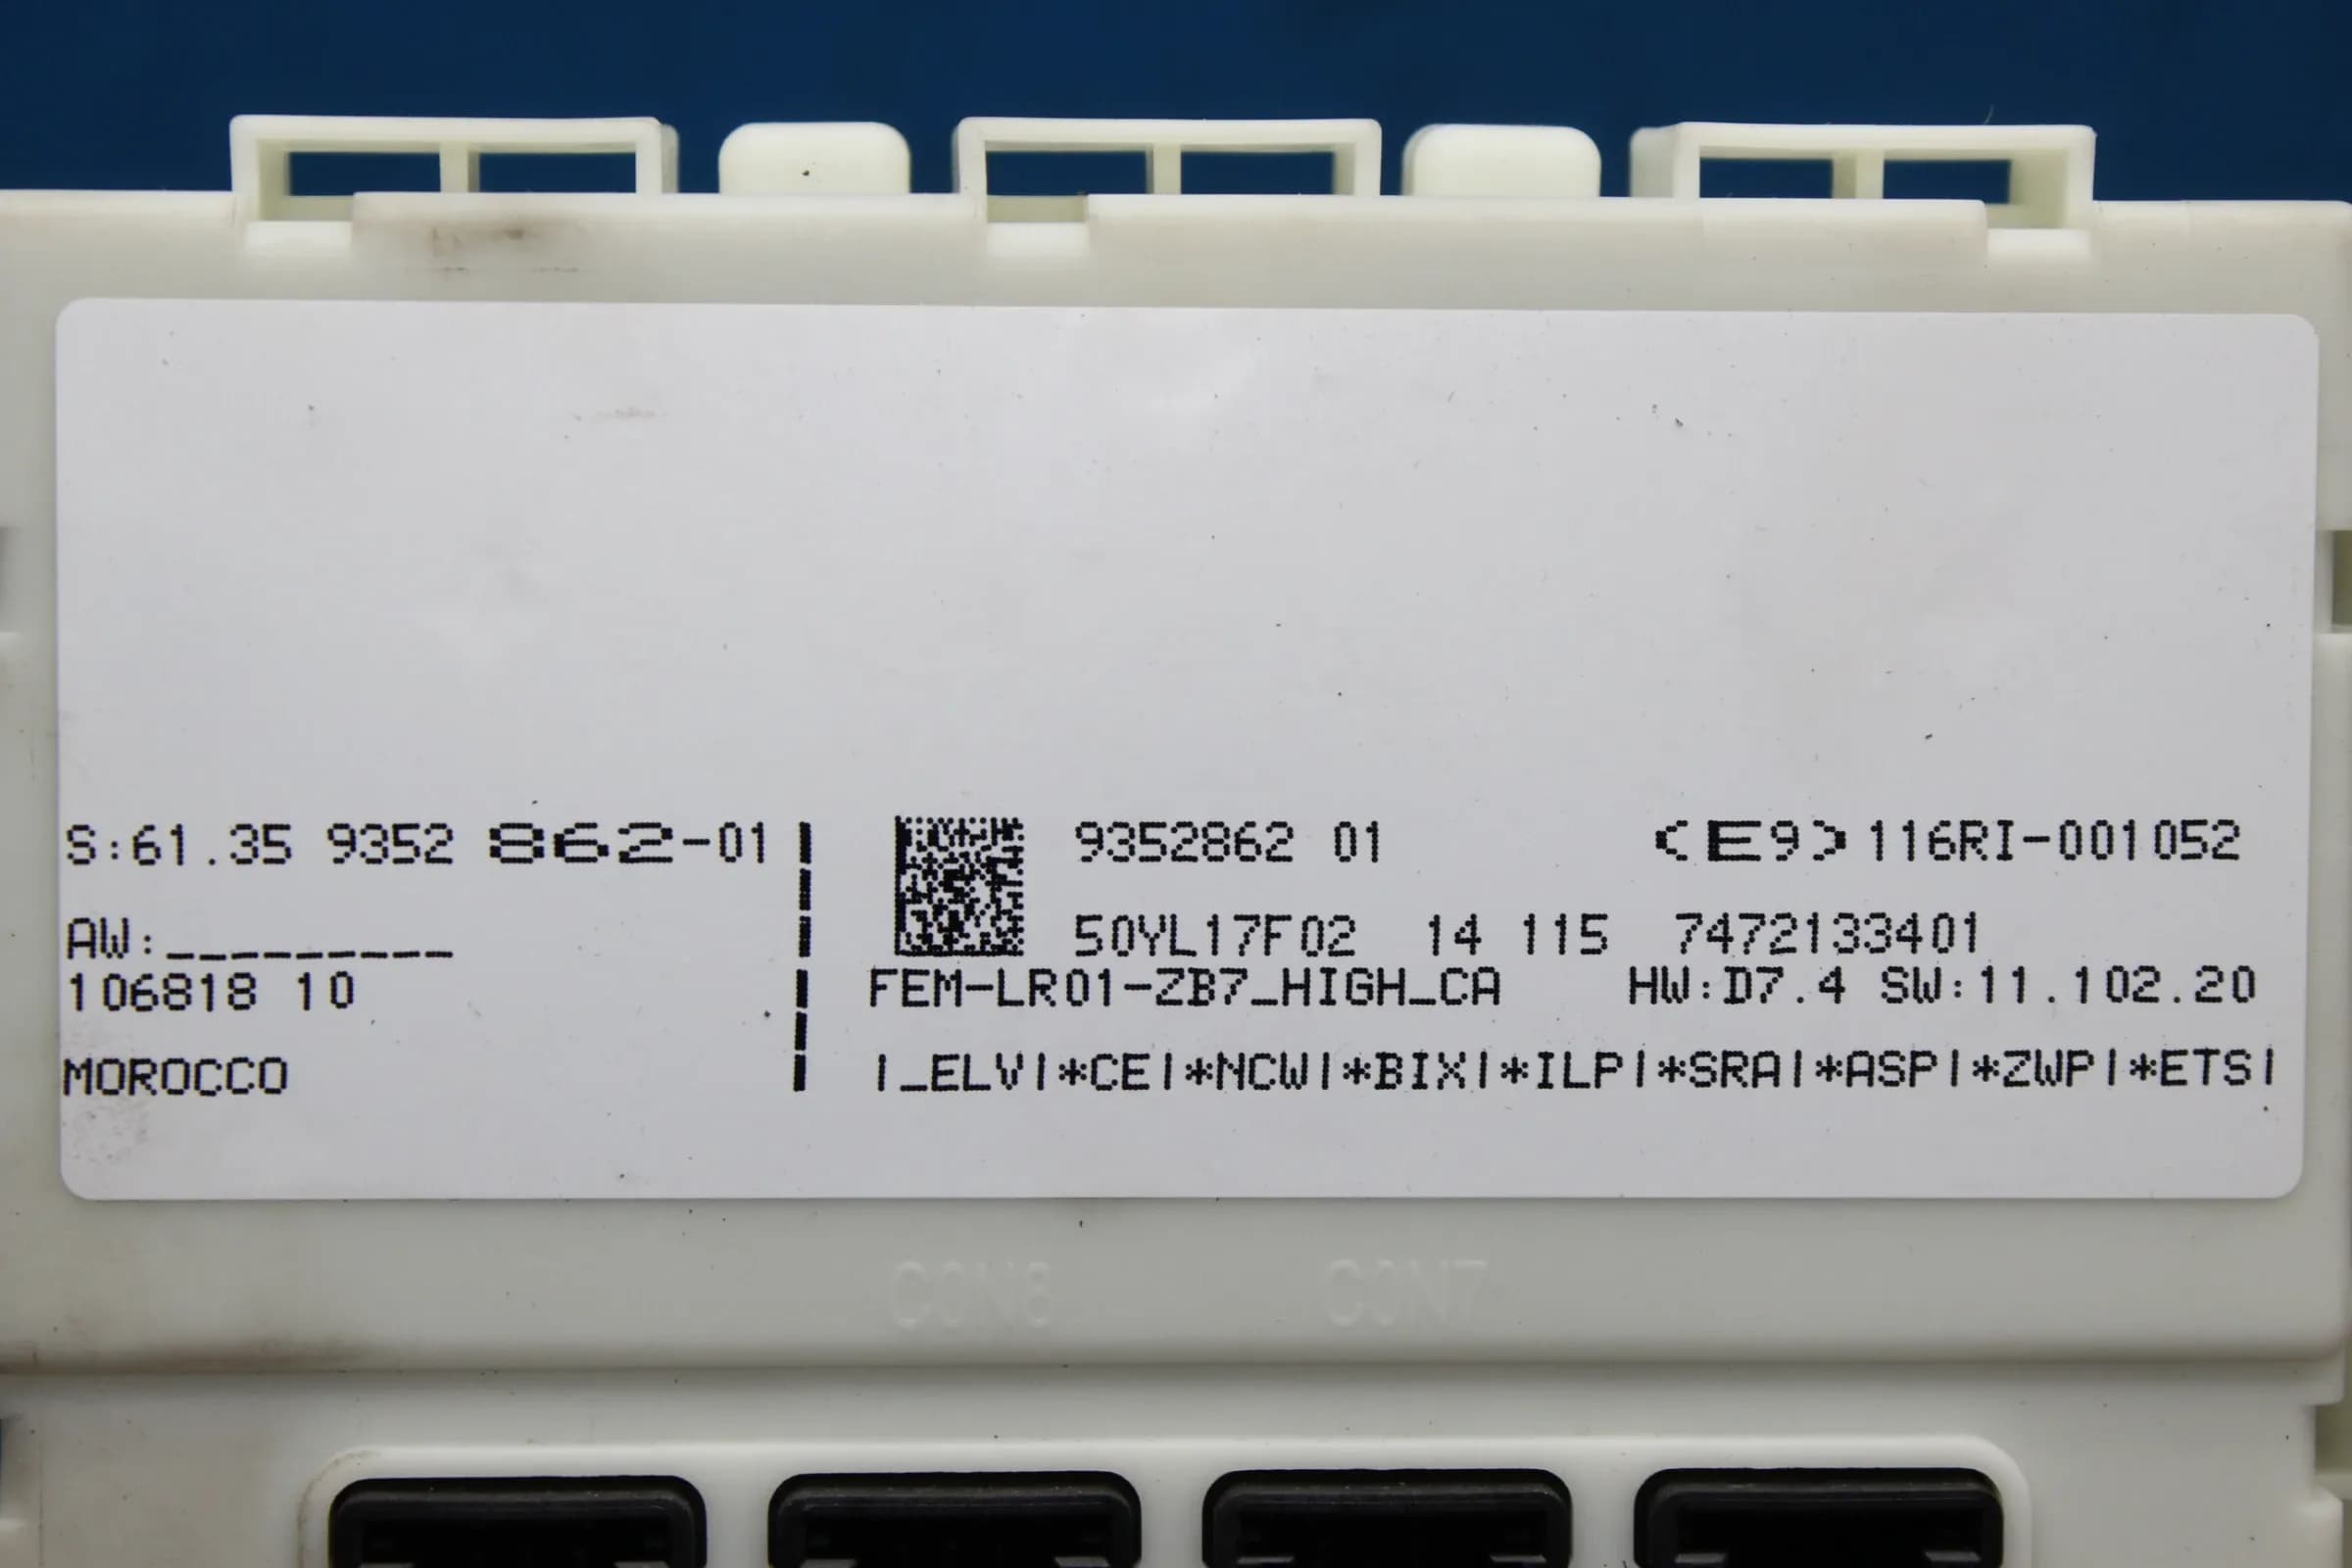 S:61.35 9352 862-01
AW:_________
106818 10
MOROCCO
9352862 01 <E9>116RI-001052
50YL17F02 14 115 7472133401
FEM-LR01-ZB7_HIGH_CA HW:D7.4 SW:11.102.20
|_ELV|*CE|*NCW|*BIX|*ILP|*SRA|*ASP|*ZWP|*ETS|
CON8 CON7